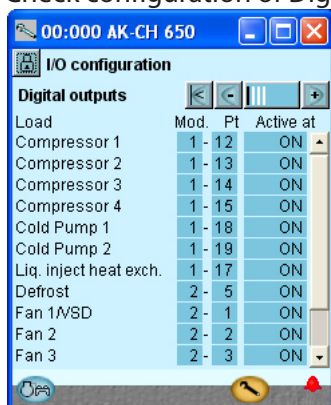 Check configuration of Dig
00:000 AK-CH 650
I/O configuration
Digital outputs
Load Mod. Pt Active at
Compressor 1 1 - 12 ON
Compressor 2 1 - 13 ON
Compressor 3 1 - 14 ON
Compressor 4 1 - 15 ON
Cold Pump 1 1 - 18 ON
Cold Pump 2 1 - 19 ON
Liq. inject heat exch. 1 - 17 ON
Defrost 2 - 5 ON
Fan 1/VSD 2 - 1 ON
Fan 2 2 - 2 ON
Fan 3 2 - 3 ON